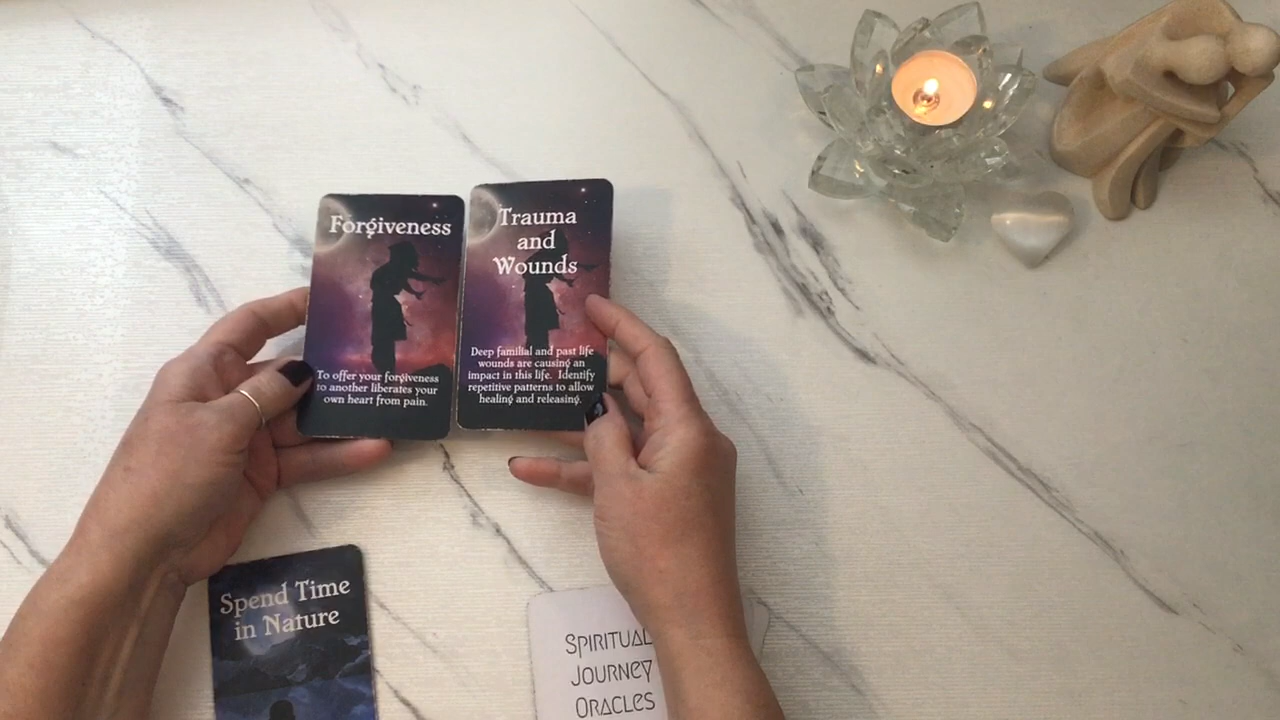 Forgiveness
To offer your forgiveness
to another liberates your
own heart from pain.
Trauma
and
Wounds
Deep familial and past life
wounds are causing an
impact in this life. Identify
repetitive patterns to allow
healing and releasing.
Spend Time
in Nature
SPIRITUAL
JOURNEY
ORACLES